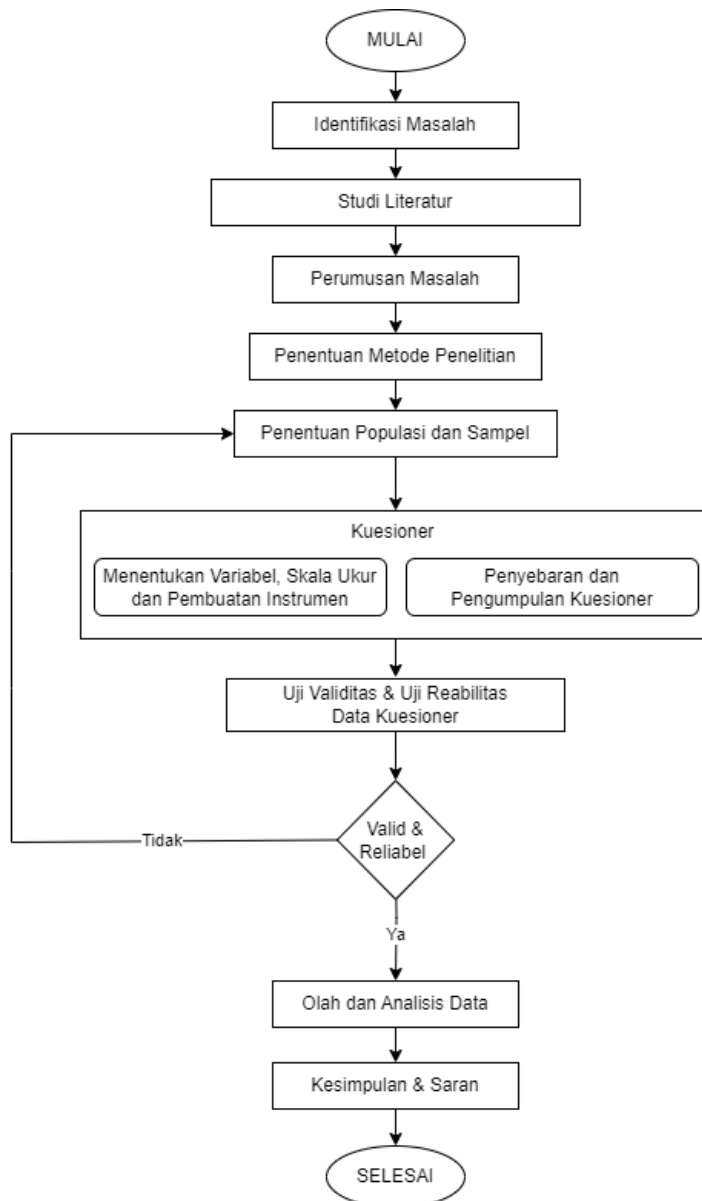 MULAI
Identifikasi Masalah
Studi Literatur
Perumusan Masalah
Penentuan Metode Penelitian
Penentuan Populasi dan Sampel
Kuesioner
Menentukan Variabel, Skala Ukur
dan Pembuatan Instrumen
Penyebaran dan
Pengumpulan Kuesioner
Uji Validitas & Uji Reabilitas
Data Kuesioner
Valid &
Reliabel
Tidak
Ya
Olah dan Analisis Data
Kesimpulan & Saran
SELESAI